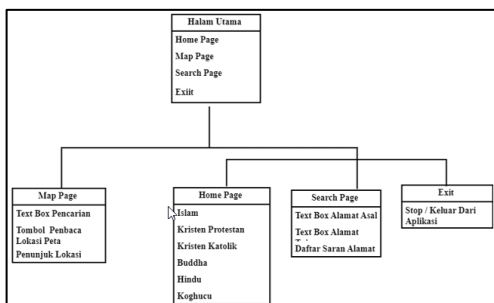 Halam Utama
Home Page
Map Page
Search Page
Exiit
Map Page
Text Box Pencarian
Tombol Penbaca
Lokasi Peta
Penunjuk Lokasi
Home Page
Islam
Kristen Protestan
Kristen Katolik
Buddha
Hindu
Koghucu
Search Page
Text Box Alamat Asal
Text Box Alamat
Daftar Saran Alamat
Exit
Stop / Keluar Dari
Aplikasi